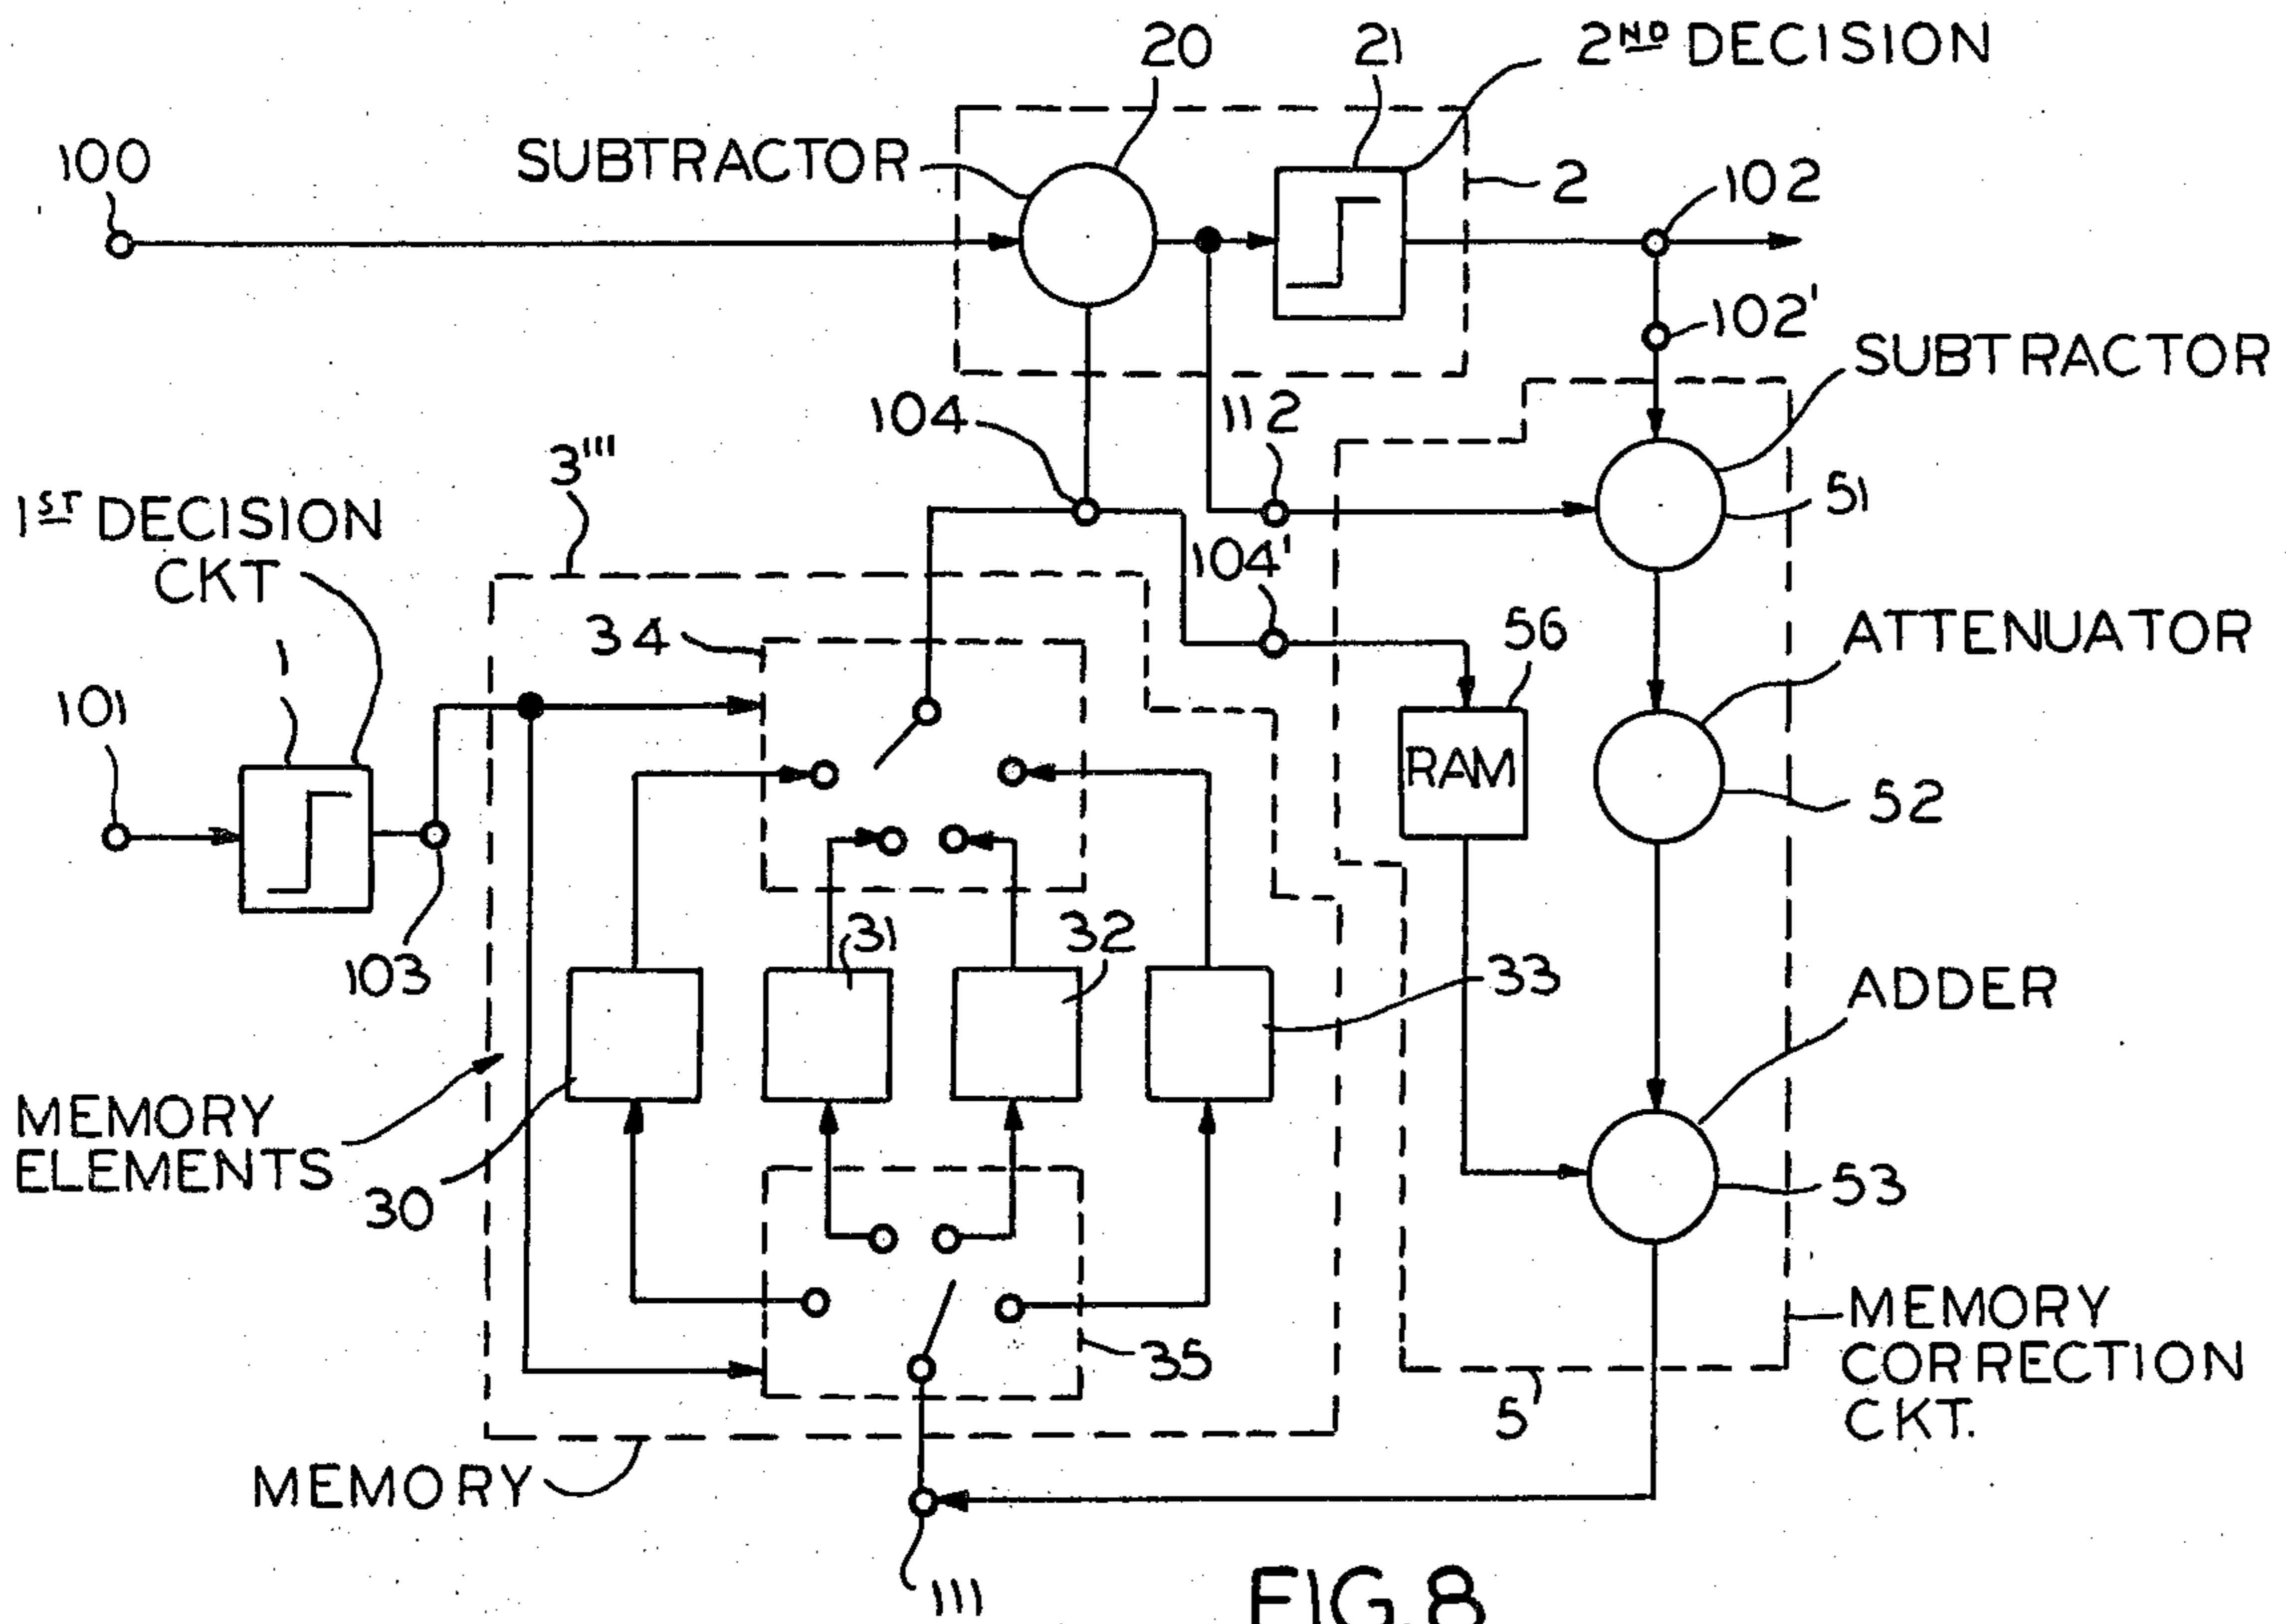 20
21
2ND DECISION
100
SUBTRACTOR
2
102
102'
SUBTRACTOR
104
112
3'''
1ST DECISION
CKT
51
104'
34
56
ATTENUATOR
1
101
RAM
52
103
31
32
33
ADDER
MEMORY
ELEMENTS
30
53
35
MEMORY
CORRECTION
CKT.
5'
MEMORY
111
FIG. 8